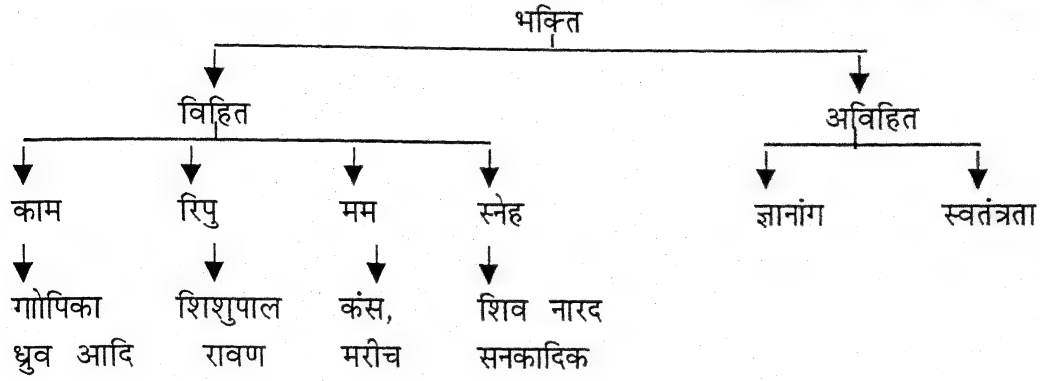 भक्ति
विहित अविहित
काम रिपु मम स्नेह ज्ञानांग स्वतंत्रता
गाोपिका शिशुपाल कंस, शिव नारद
ध्रुव आदि रावण मरीच सनकादिक